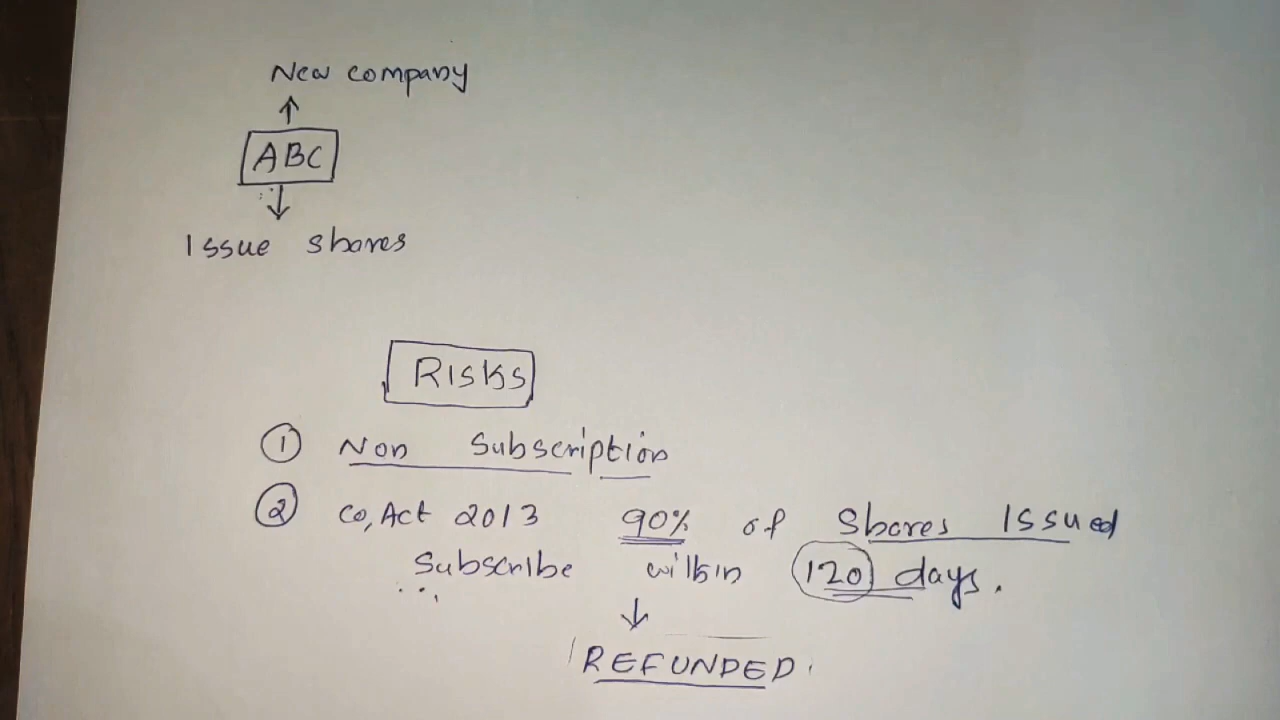 New company
ABC
Issue shares
Risks
① Non Subscription
② Co, Act 2013 90% of Shares Issued
Subscribe within 120 days.
REFUNDED